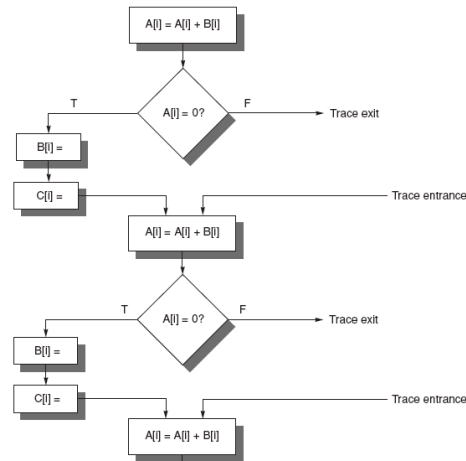 A[i] = A[i] + B[i]
T
A[i] = 0?
F
Trace exit
B[i] =
C[i] =
Trace entrance
A[i] = A[i] + B[i]
T
A[i] = 0?
F
Trace exit
B[i] =
C[i] =
Trace entrance
A[i] = A[i] + B[i]